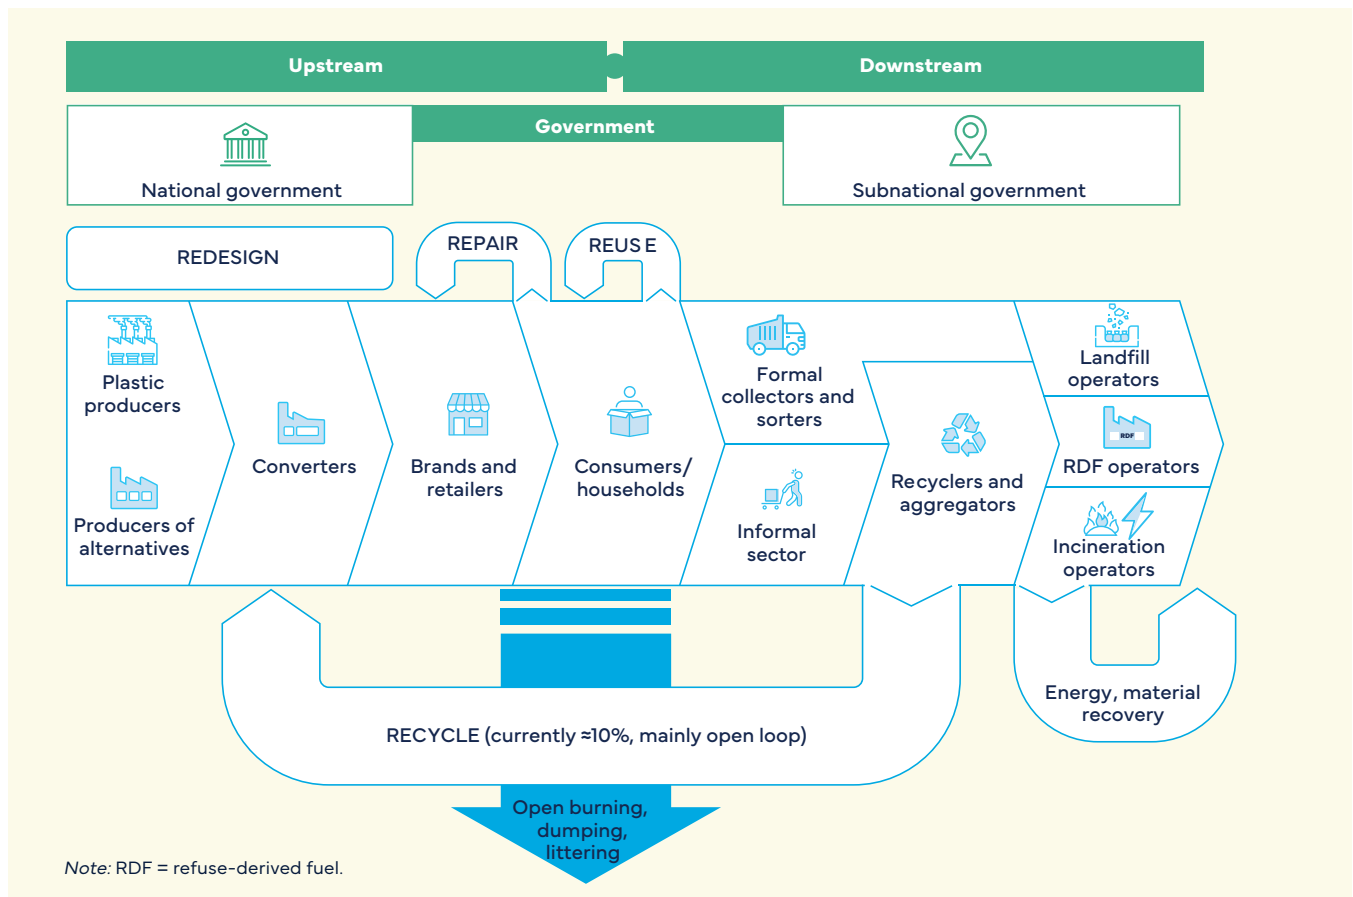 Upstream
Downstream
Government
National government
Subnational government
REDESIGN
REPAIR
REUS E
Plastic
producers
Producers of
alternatives
Converters
Brands and
retailers
Consumers/
households
Formal
collectors and
sorters
Informal
sector
Recyclers and
aggregators
Landfill
operators
RDF
RDF operators
Incineration
operators
Energy, material
recovery
RECYCLE (currently ≈10%, mainly open loop)
Open burning,
dumping,
littering
Note: RDF = refuse-derived fuel.